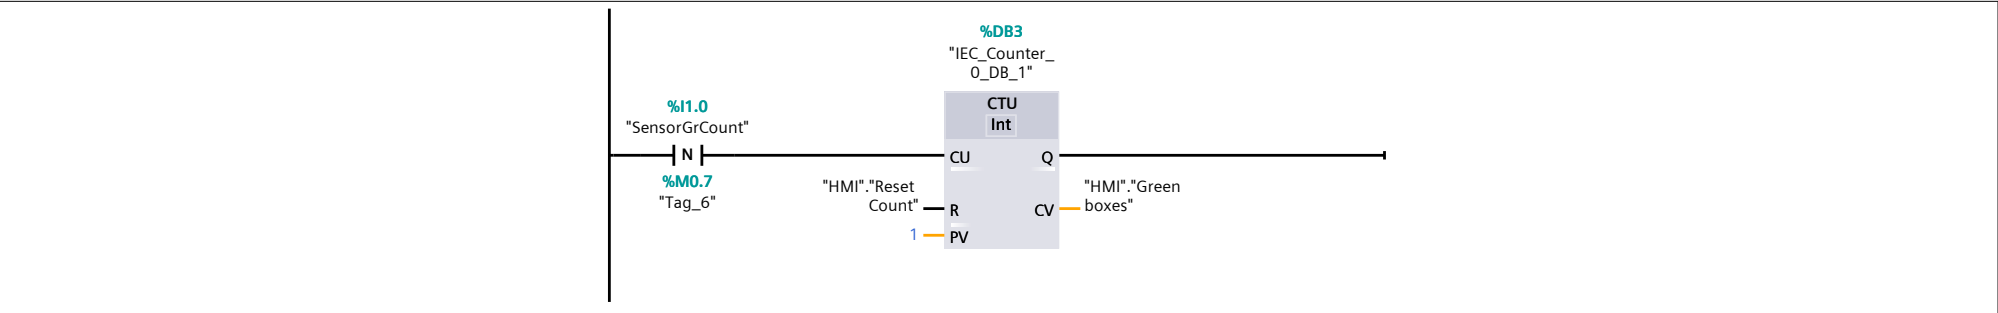 %DB3
"IEC_Counter_
0_DB_1"
CTU
Int
%I1.0
"SensorGrCount"
N
%M0.7
"Tag_6"
CU
Q
"HMI"."Reset
Count"
R
1
PV
CV
"HMI"."Green
boxes"